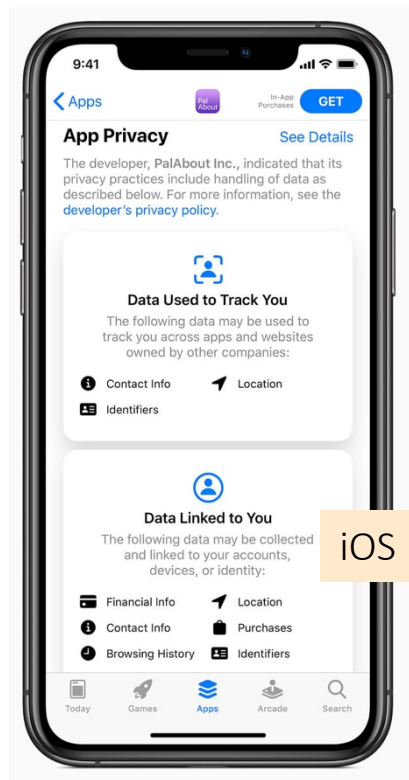 9:41
Apps
Pal
About
In-App
Purchases
GET
App Privacy
See Details
The developer, PalAbout Inc., indicated that its
privacy practices include handling of data as
described below. For more information, see the
developer's privacy policy.
Data Used to Track You
The following data may be used to
track you across apps and websites
owned by other companies:
Contact Info
Location
Identifiers
Data Linked to You
The following data may be collected
and linked to your accounts,
devices, or identity:
iOS
Financial Info
Location
Contact Info
Purchases
Browsing History
Identifiers
Today
Games
Apps
Arcade
Search